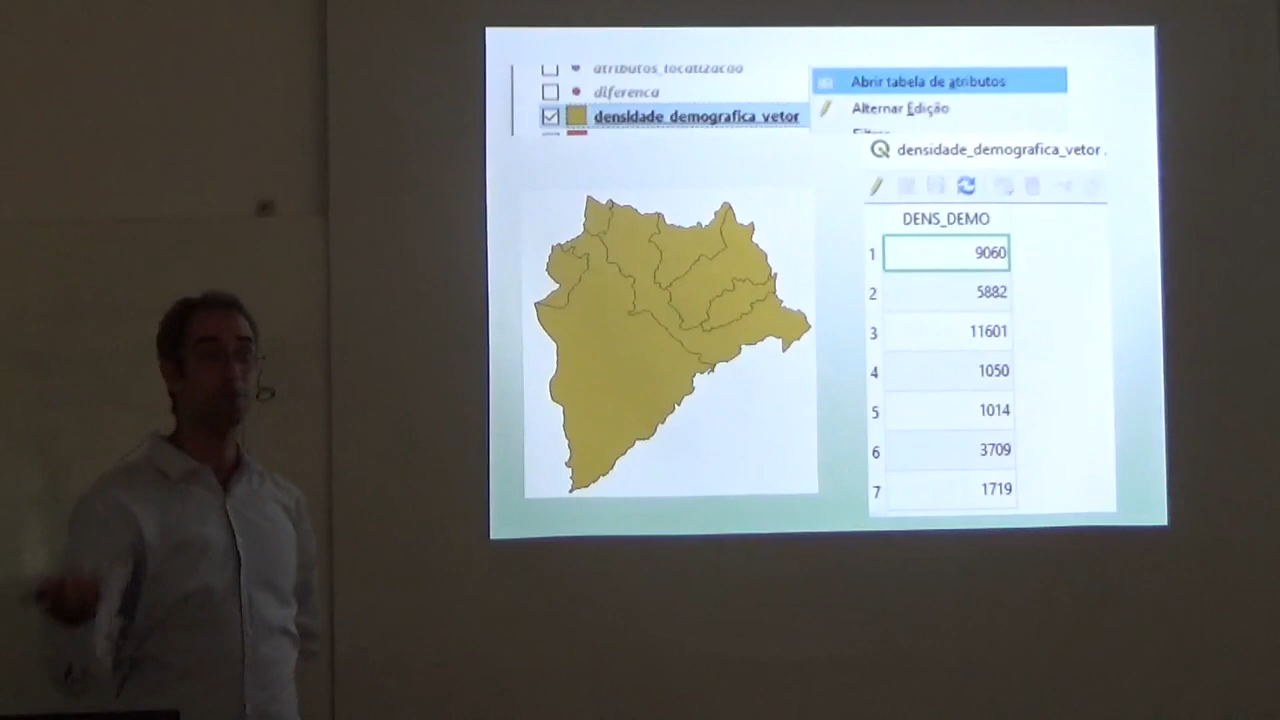 atributos_localizacao
diferenca
densidade_demografica_vetor
Abrir tabela de atributos
Alternar Edição
densidade_demografica_vetor .
DENS_DEMO
1 9060
2 5882
3 11601
4 1050
5 1014
6 3709
7 1719